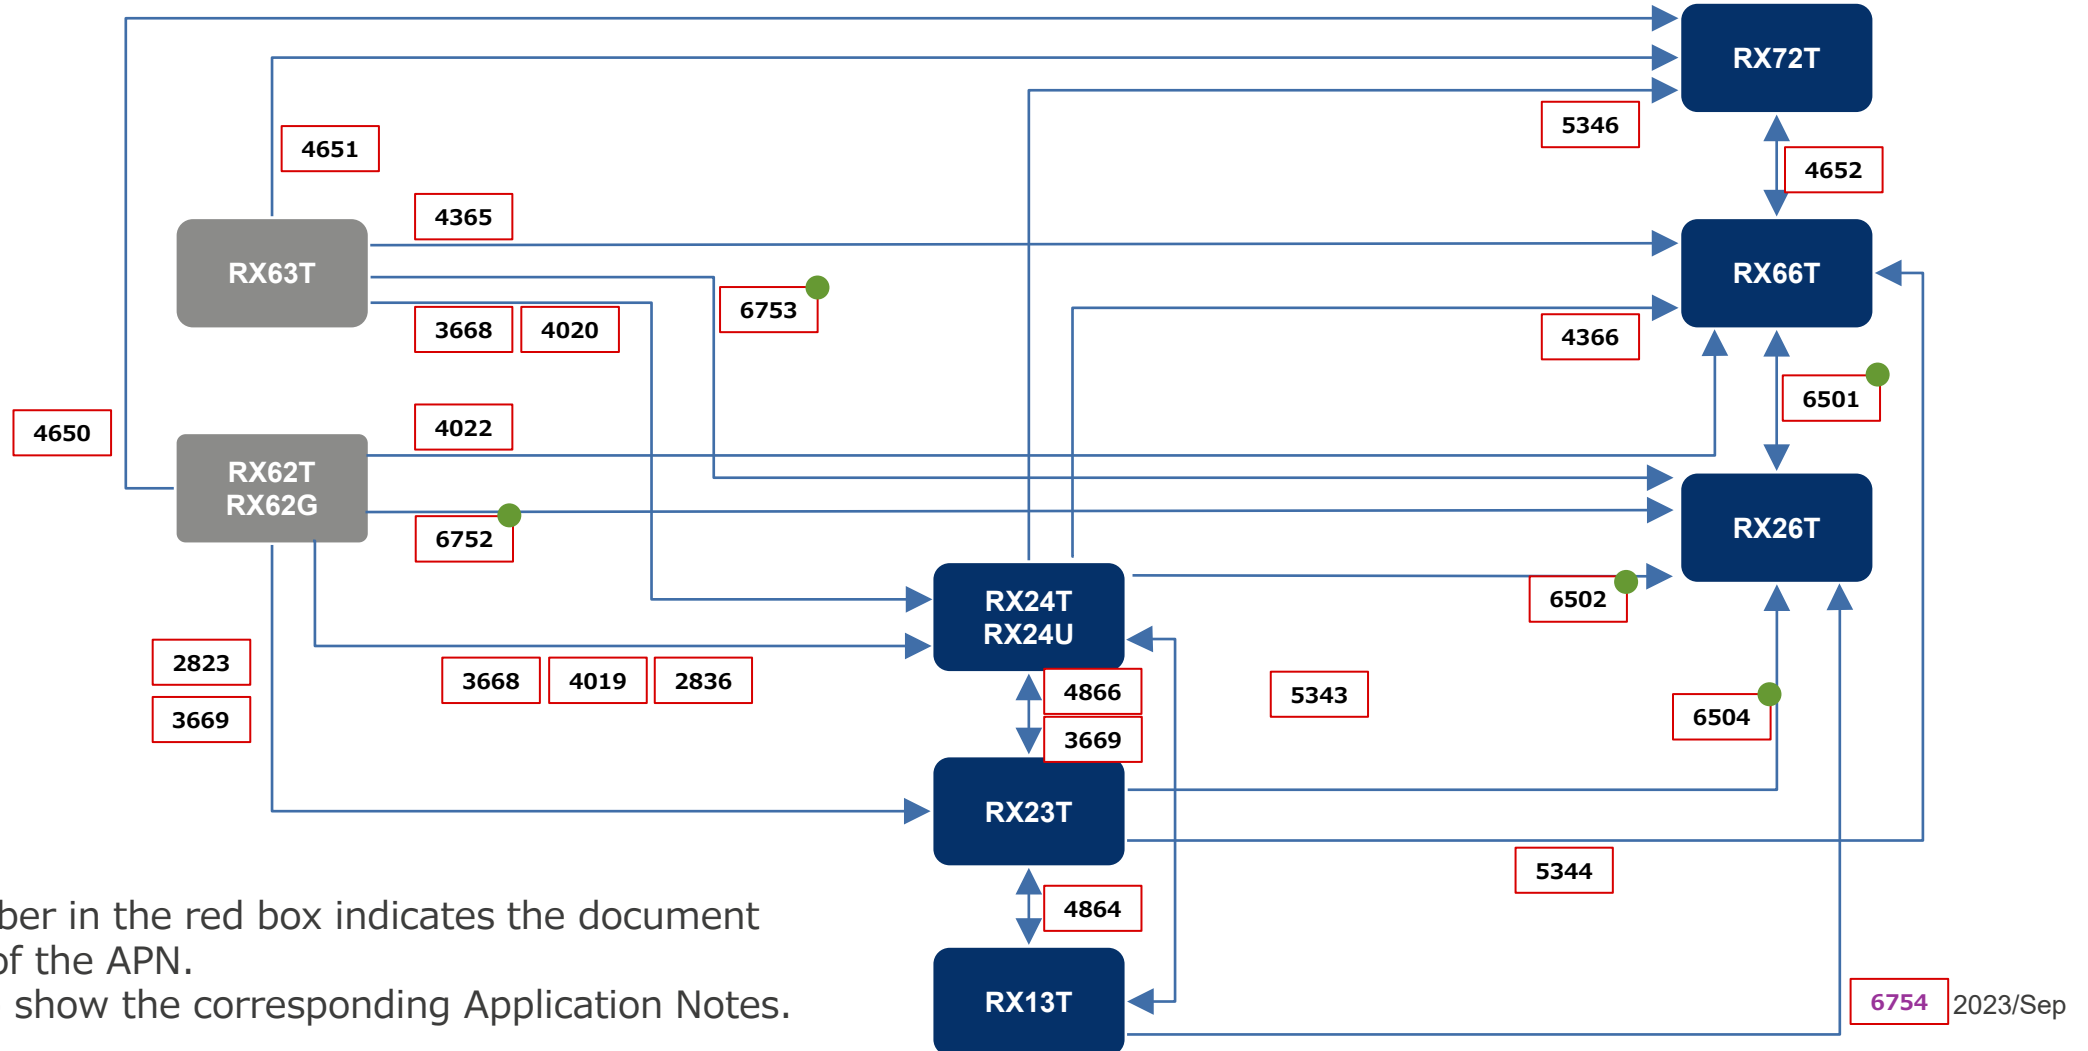 RX72T
5346
4651
4652
4365
RX63T
RX66T
6753
3668 4020
4366
6501
4650
4022
RX62T
RX62G
6752
RX26T
RX24T
RX24U
6502
2823
3669
3668 4019 2836
4866
3669
5343
6504
RX23T
5344
4864
ber in the red box indicates the document
of the APN.
show the corresponding Application Notes.
RX13T
6754 2023/Sep